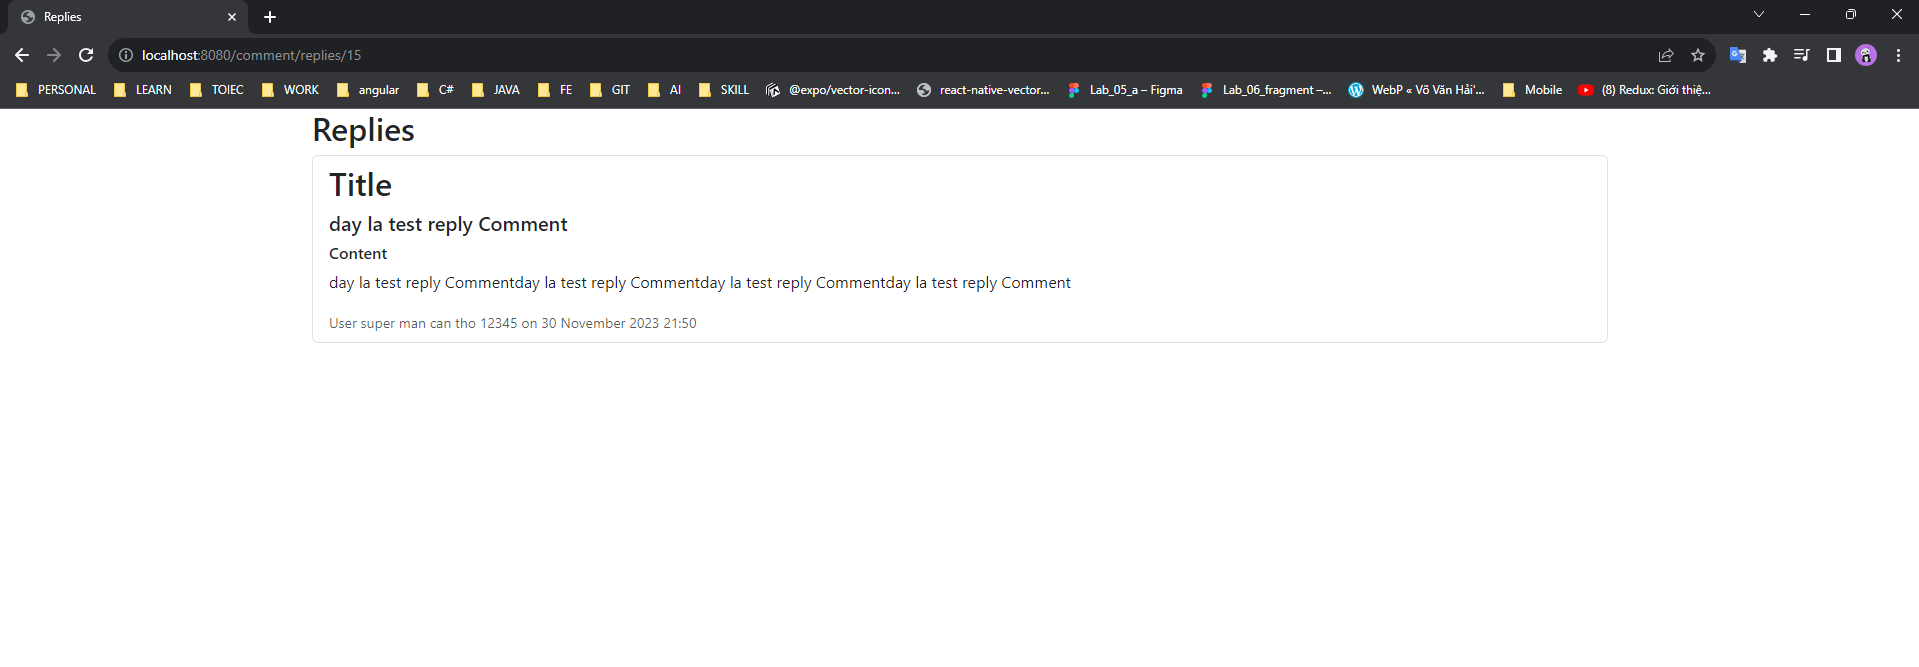 Replies
localhost:8080/comment/replies/15
PERSONAL LEARN TOIEC WORK angular C# JAVA FE GIT AI SKILL @expo/vector-icon... react-native-vector... Lab_05_a – Figma Lab_06_fragment –... WebP « Võ Văn Hải'... Mobile (8) Redux: Giới thiệ...
Replies
Title
day la test reply Comment
Content
day la test reply Commentday la test reply Commentday la test reply Commentday la test reply Comment
User super man can tho 12345 on 30 November 2023 21:50